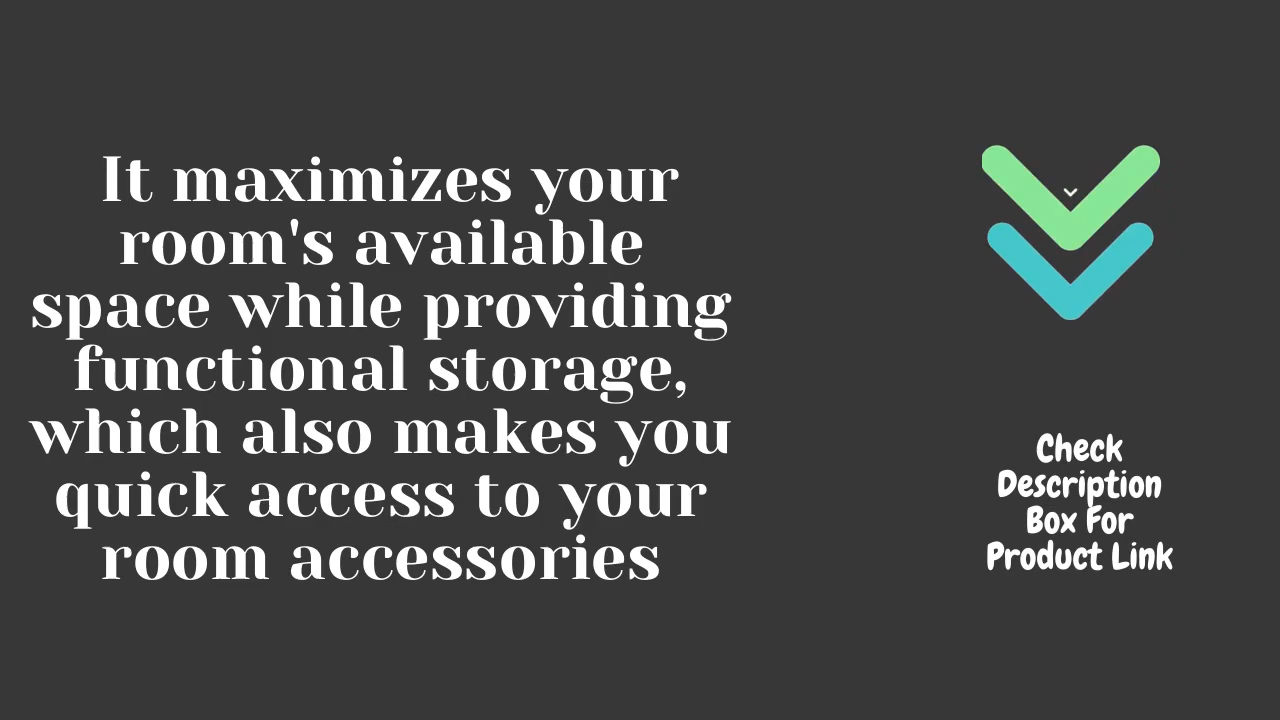 It maximizes your
room's available
space while providing
functional storage,
which also makes you
quick access to your
room accessories
Check
Description
Box For
Product Link